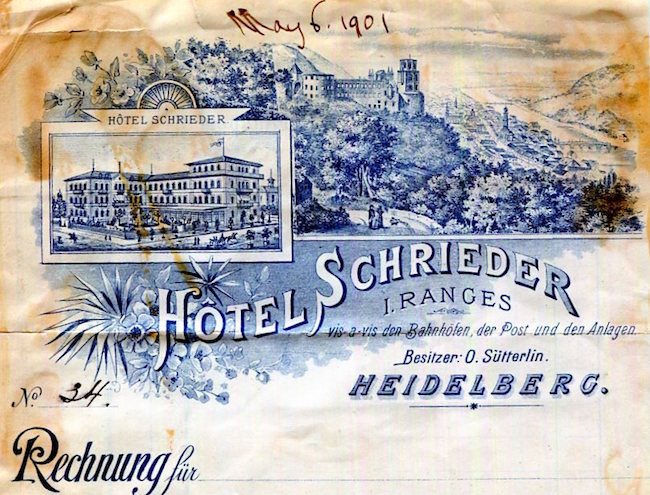 May 6. 1901
HÔTEL SCHRIEDER
HÔTEL SCHRIEDER
I. RANGES
vis-a-vis den Bahnhöfen, der Post und den Anlagen.
Besitzer: O. Sütterlin.
HEIDELBERG.
No 34.
Rechnung für